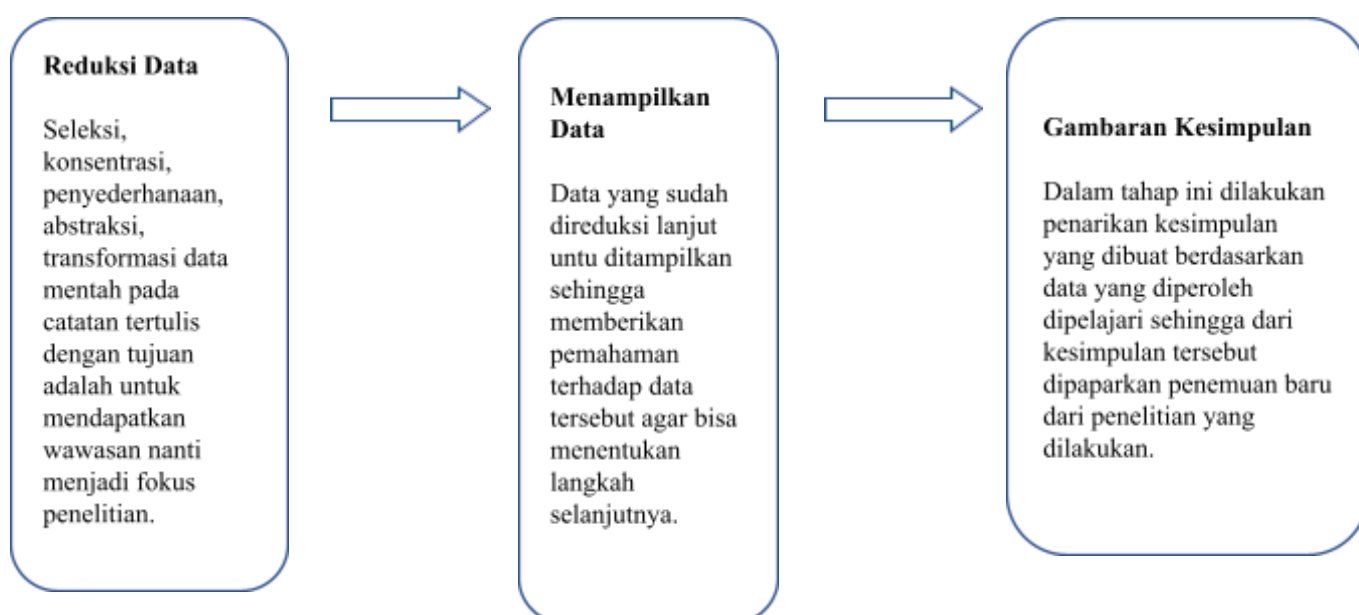 Reduksi Data
Seleksi,
konsentrasi,
penyederhanaan,
abstraksi,
transformasi data
mentah pada
catatan tertulis
dengan tujuan
adalah untuk
mendapatkan
wawasan nanti
menjadi fokus
penelitian.
Menampilkan
Data
Data yang sudah
direduksi lanjut
untu ditampilkan
sehingga
memberikan
pemahaman
terhadap data
tersebut agar bisa
menentukan
langkah
selanjutnya.
Gambaran Kesimpulan
Dalam tahap ini dilakukan
penarikan kesimpulan
yang dibuat berdasarkan
data yang diperoleh
dipelajari sehingga dari
kesimpulan tersebut
dipaparkan penemuan baru
dari penelitian yang
dilakukan.